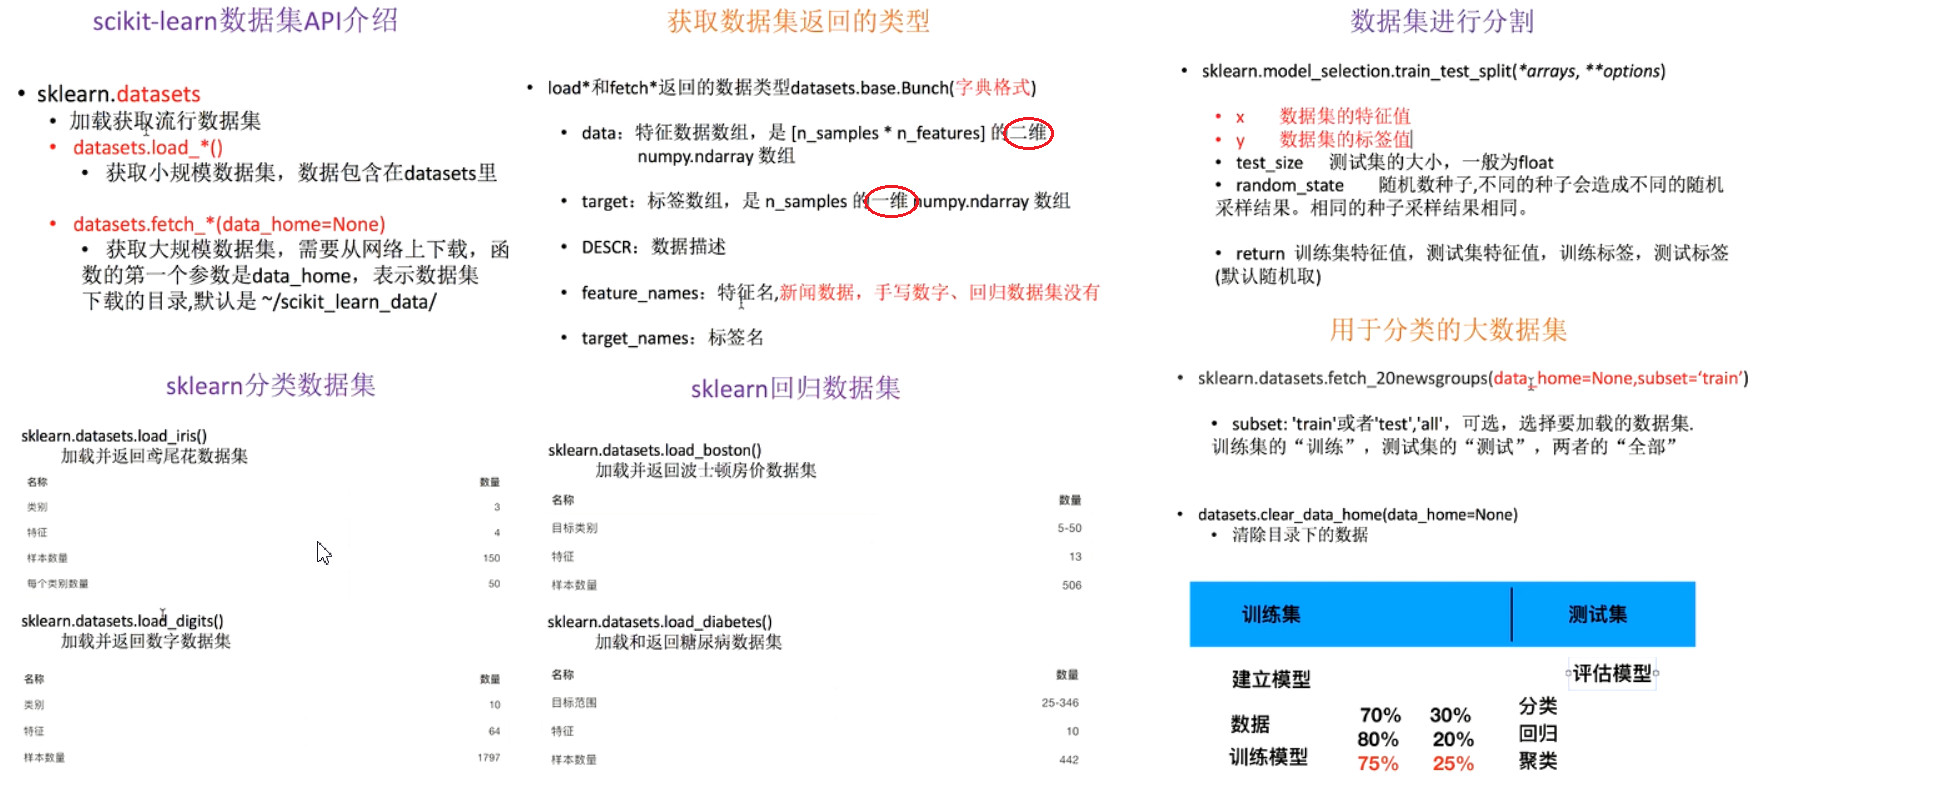 scikit-learn数据集API介绍
• sklearn.datasets
• 加载获取流行数据集
• datasets.load_*()
• 获取小规模数据集，数据包含在datasets里
• datasets.fetch_*(data_home=None)
• 获取大规模数据集，需要从网络上下载，函
数的第一个参数是data_home，表示数据集
下载的目录,默认是 ~/scikit_learn_data/
获取数据集返回的类型
• load*和fetch*返回的数据类型datasets.base.Bunch(字典格式)
• data：特征数据数组，是 [n_samples * n_features] 的二维
numpy.ndarray 数组
• target：标签数组，是 n_samples 的一维 numpy.ndarray 数组
• DESCR：数据描述
• feature_names：特征名,新闻数据，手写数字、回归数据集没有
• target_names：标签名
数据集进行分割
• sklearn.model_selection.train_test_split(*arrays, **options)
• x 数据集的特征值
• y 数据集的标签值
• test_size 测试集的大小，一般为float
• random_state 随机数种子,不同的种子会造成不同的随机
采样结果。相同的种子采样结果相同。
• return 训练集特征值，测试集特征值，训练标签，测试标签
(默认随机取)
sklearn分类数据集
sklearn.datasets.load_iris()
加载并返回鸢尾花数据集
名称 数量
类别 3
特征 4
样本数量 150
每个类别数量 50
sklearn.datasets.load_digits()
加载并返回数字数据集
名称 数量
类别 10
特征 64
样本数量 1797
sklearn回归数据集
sklearn.datasets.load_boston()
加载并返回波士顿房价数据集
名称 数量
目标类别 5-50
特征 13
样本数量 506
sklearn.datasets.load_diabetes()
加载和返回糖尿病数据集
名称 数量
目标范围 25-346
特征 10
样本数量 442
用于分类的大数据集
• sklearn.datasets.fetch_20newsgroups(data_home=None,subset=‘train’)
• subset: 'train'或者'test','all'，可选，选择要加载的数据集.
训练集的“训练”，测试集的“测试”，两者的“全部”
• datasets.clear_data_home(data_home=None)
• 清除目录下的数据
训练集 测试集
建立模型 评估模型
数据 70% 30% 分类
80% 20% 回归
训练模型 75% 25% 聚类